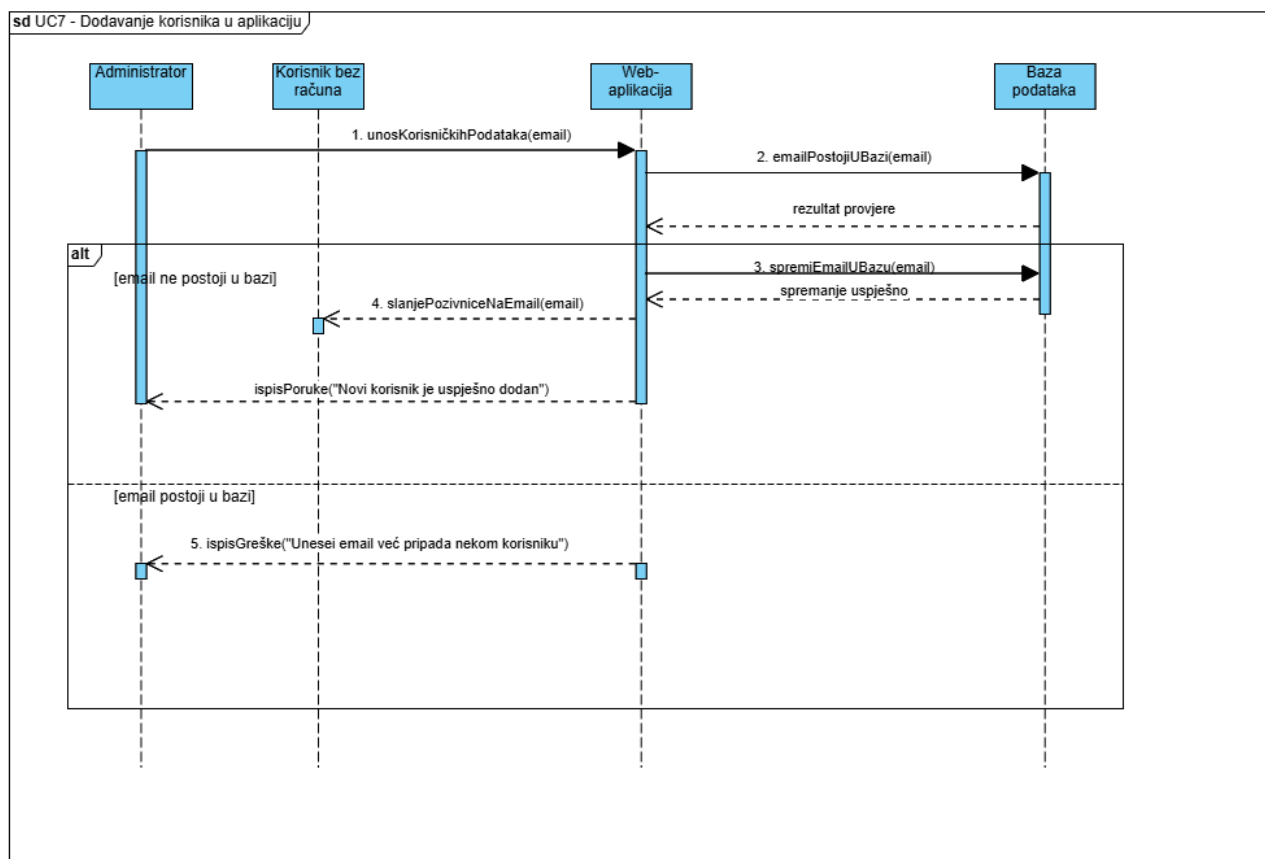 sd UC7 - Dodavanje korisnika u aplikaciju
Administrator
Korisnik bez
računa
Web-
aplikacija
Baza
podataka
1. unosKorisničkihPodataka(email)
2. emailPostojiUBazi(email)
rezultat provjere
alt
[email ne postoji u bazi]
3. spremiEmailUBazu(email)
spremanje uspješno
4. slanjePozivniceNaEmail(email)
ispisPoruke("Novi korisnik je uspješno dodan")
[email postoji u bazi]
5. ispisGreške("Unesei email već pripada nekom korisniku")